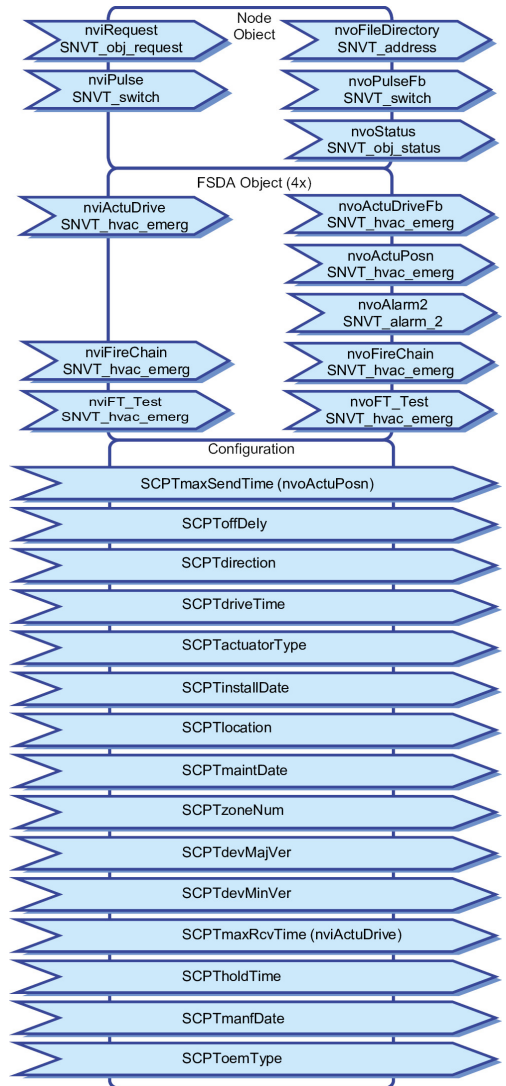 Node
Object
nviRequest
SNVT_obj_request
nvoFileDirectory
SNVT_address
nviPulse
SNVT_switch
nvoPulseFb
SNVT_switch
nvoStatus
SNVT_obj_status
FSDA Object (4x)
nviActuDrive
SNVT_hvac_emerg
nvoActuDriveFb
SNVT_hvac_emerg
nvoActuPosn
SNVT_hvac_emerg
nvoAlarm2
SNVT_alarm_2
nviFireChain
SNVT_hvac_emerg
nvoFireChain
SNVT_hvac_emerg
nviFT_Test
SNVT_hvac_emerg
nvoFT_Test
SNVT_hvac_emerg
Configuration
SCPTmaxSendTime (nvoActuPosn)
SCPToffDely
SCPTdirection
SCPTdriveTime
SCPTactuatorType
SCPTinstallDate
SCPTlocation
SCPTmaintDate
SCPTzoneNum
SCPTdevMajVer
SCPTdevMinVer
SCPTmaxRcvTime (nviActuDrive)
SCPTholdTime
SCPTmanfDate
SCPToemType